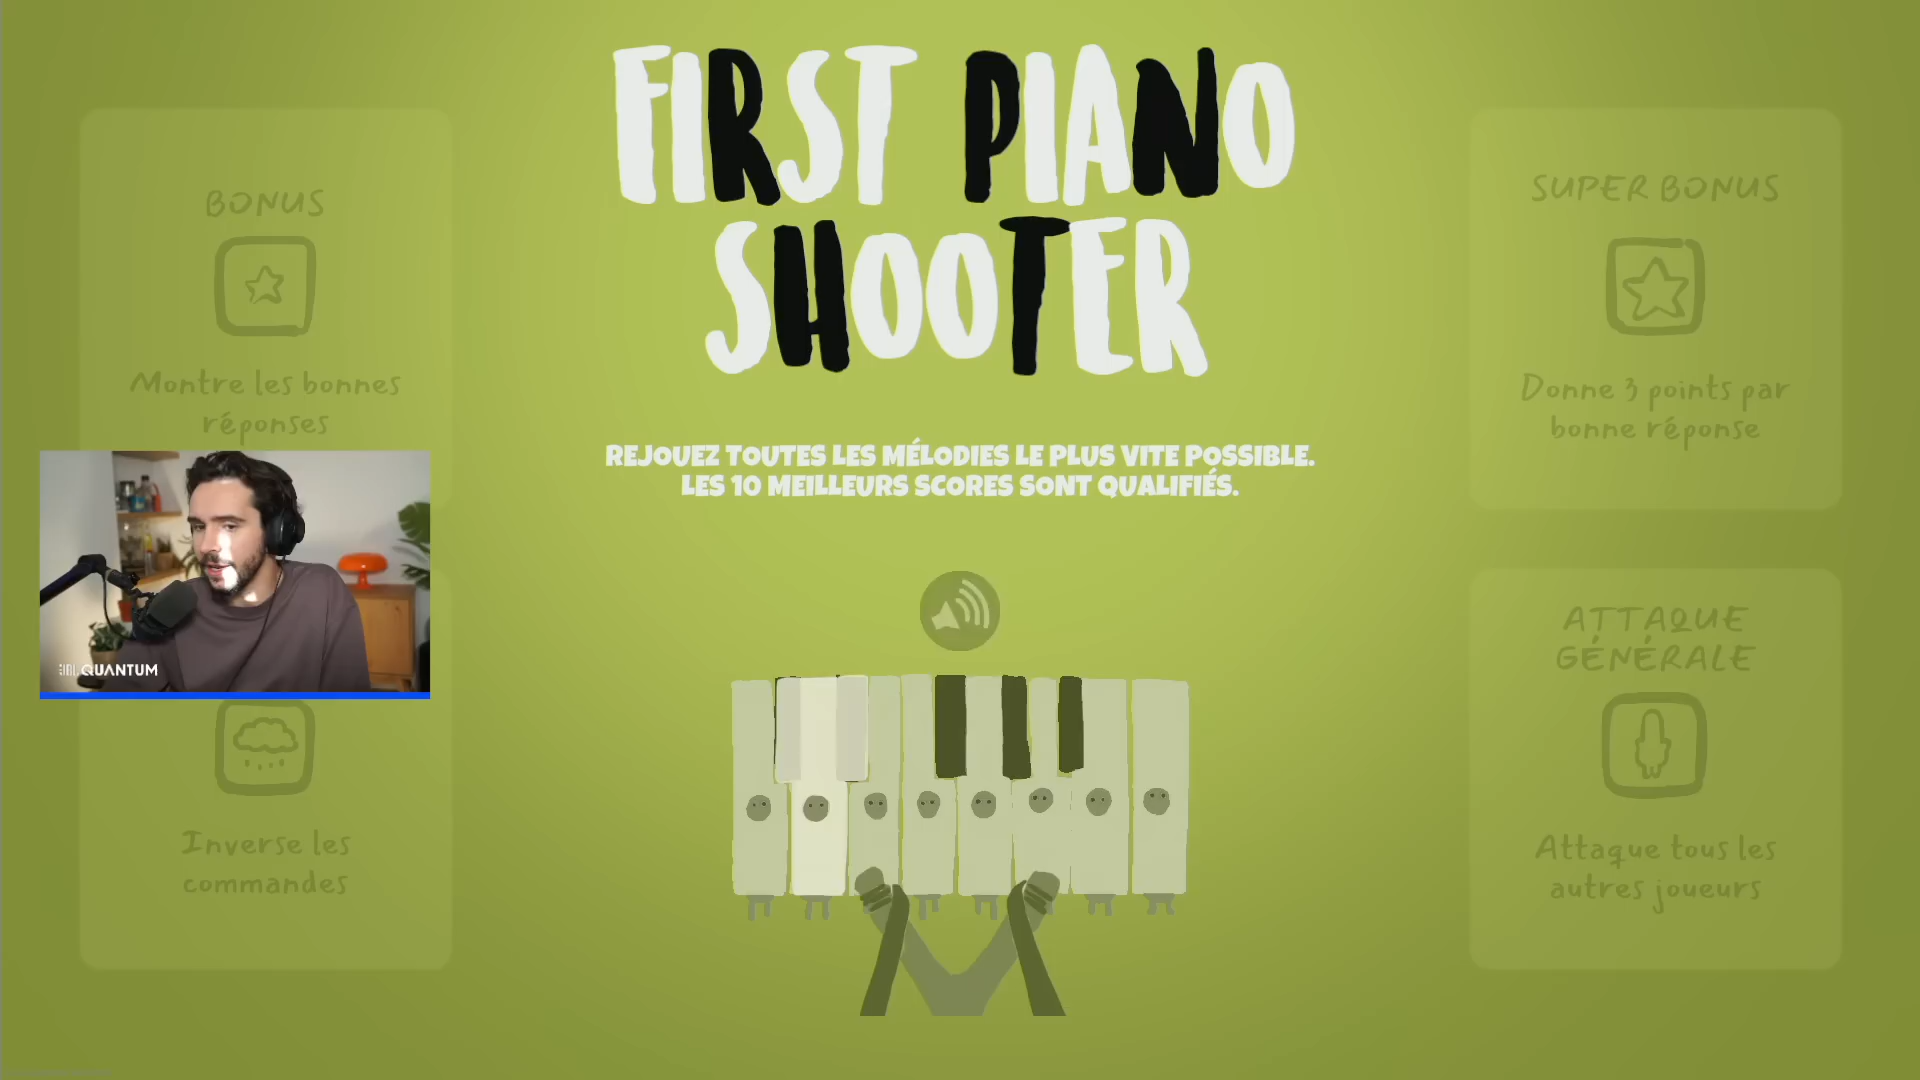 FIRST PIANO
SHOOTER
REJOUEZ TOUTES LES MÉLODIES LE PLUS VITE POSSIBLE.
LES 10 MEILLEURS SCORES SONT QUALIFIÉS.
BONUS
Montre les bonnes
réponses
QUANTUM
Inverse les
commandes
SUPER BONUS
Donne 3 points par
bonne réponse
ATTAQUE
GÉNÉRALE
Attaque tous les
autres joueurs